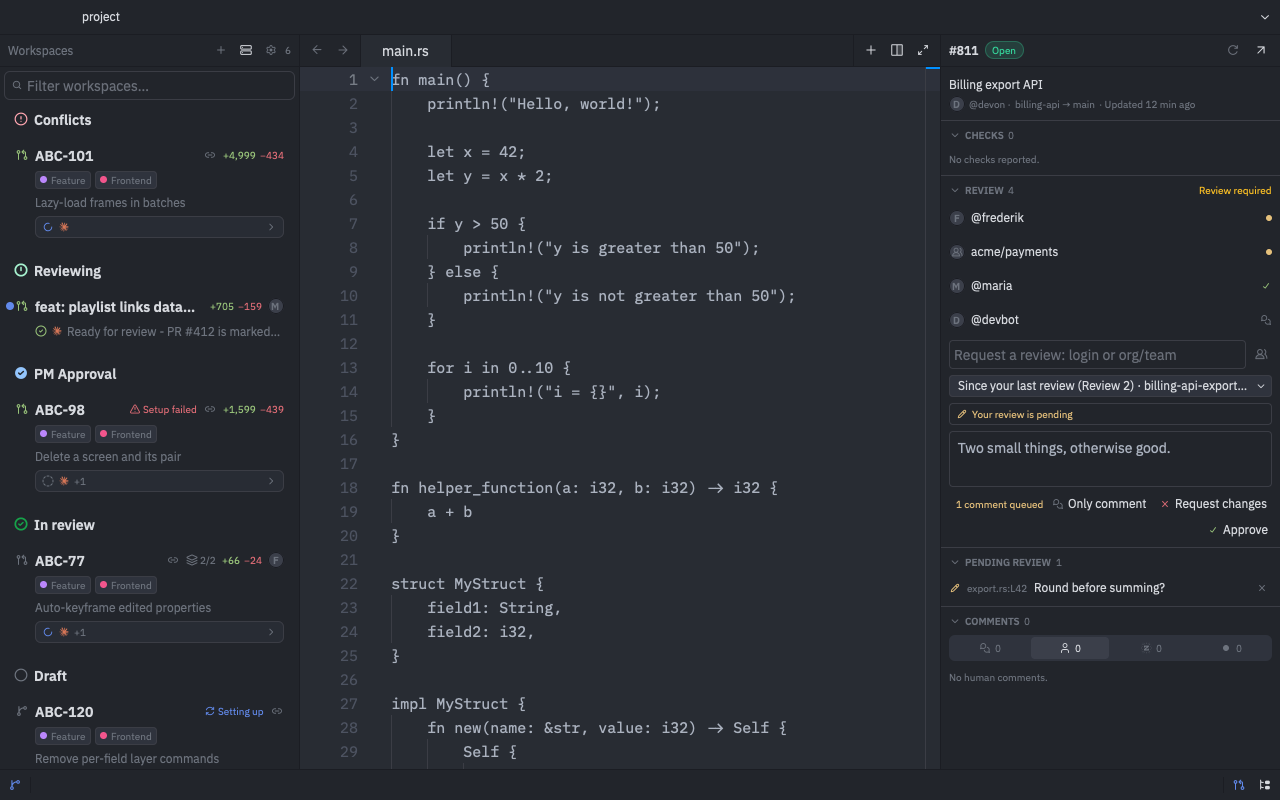 project
Workspaces
6
Filter workspaces...
Conflicts
ABC-101
+4,999 −434
Feature
Frontend
Lazy-load frames in batches
Reviewing
feat: playlist links data...
+705 −159
M
Ready for review - PR #412 is marked...
PM Approval
ABC-98
Setup failed
+1,599 −439
Feature
Frontend
Delete a screen and its pair
+1
In review
ABC-77
2/2
+66 −24
F
Feature
Frontend
Auto-keyframe edited properties
+1
Draft
ABC-120
Setting up
Feature
Frontend
Remove per-field layer commands
main.rs
1 fn main() {
2 println!("Hello, world!");
3
4 let x = 42;
5 let y = x * 2;
6
7 if y > 50 {
8 println!("y is greater than 50");
9 } else {
10 println!("y is not greater than 50");
11 }
12
13 for i in 0..10 {
14 println!("i = {}", i);
15 }
16 }
17
18 fn helper_function(a: i32, b: i32) -> i32 {
19 a + b
20 }
21
22 struct MyStruct {
23 field1: String,
24 field2: i32,
25 }
26
27 impl MyStruct {
28 fn new(name: &str, value: i32) -> Self {
29 Self {
#811 Open
Billing export API
D @devon · billing-api → main · Updated 12 min ago
CHECKS 0
No checks reported.
REVIEW 4
Review required
F @frederik
acme/payments
M @maria
D @devbot
Request a review: login or org/team
Since your last review (Review 2) · billing-api-export...
Your review is pending
Two small things, otherwise good.
1 comment queued
Only comment
Request changes
Approve
PENDING REVIEW 1
export.rs:L42 Round before summing?
COMMENTS 0
0
0
0
0
No human comments.